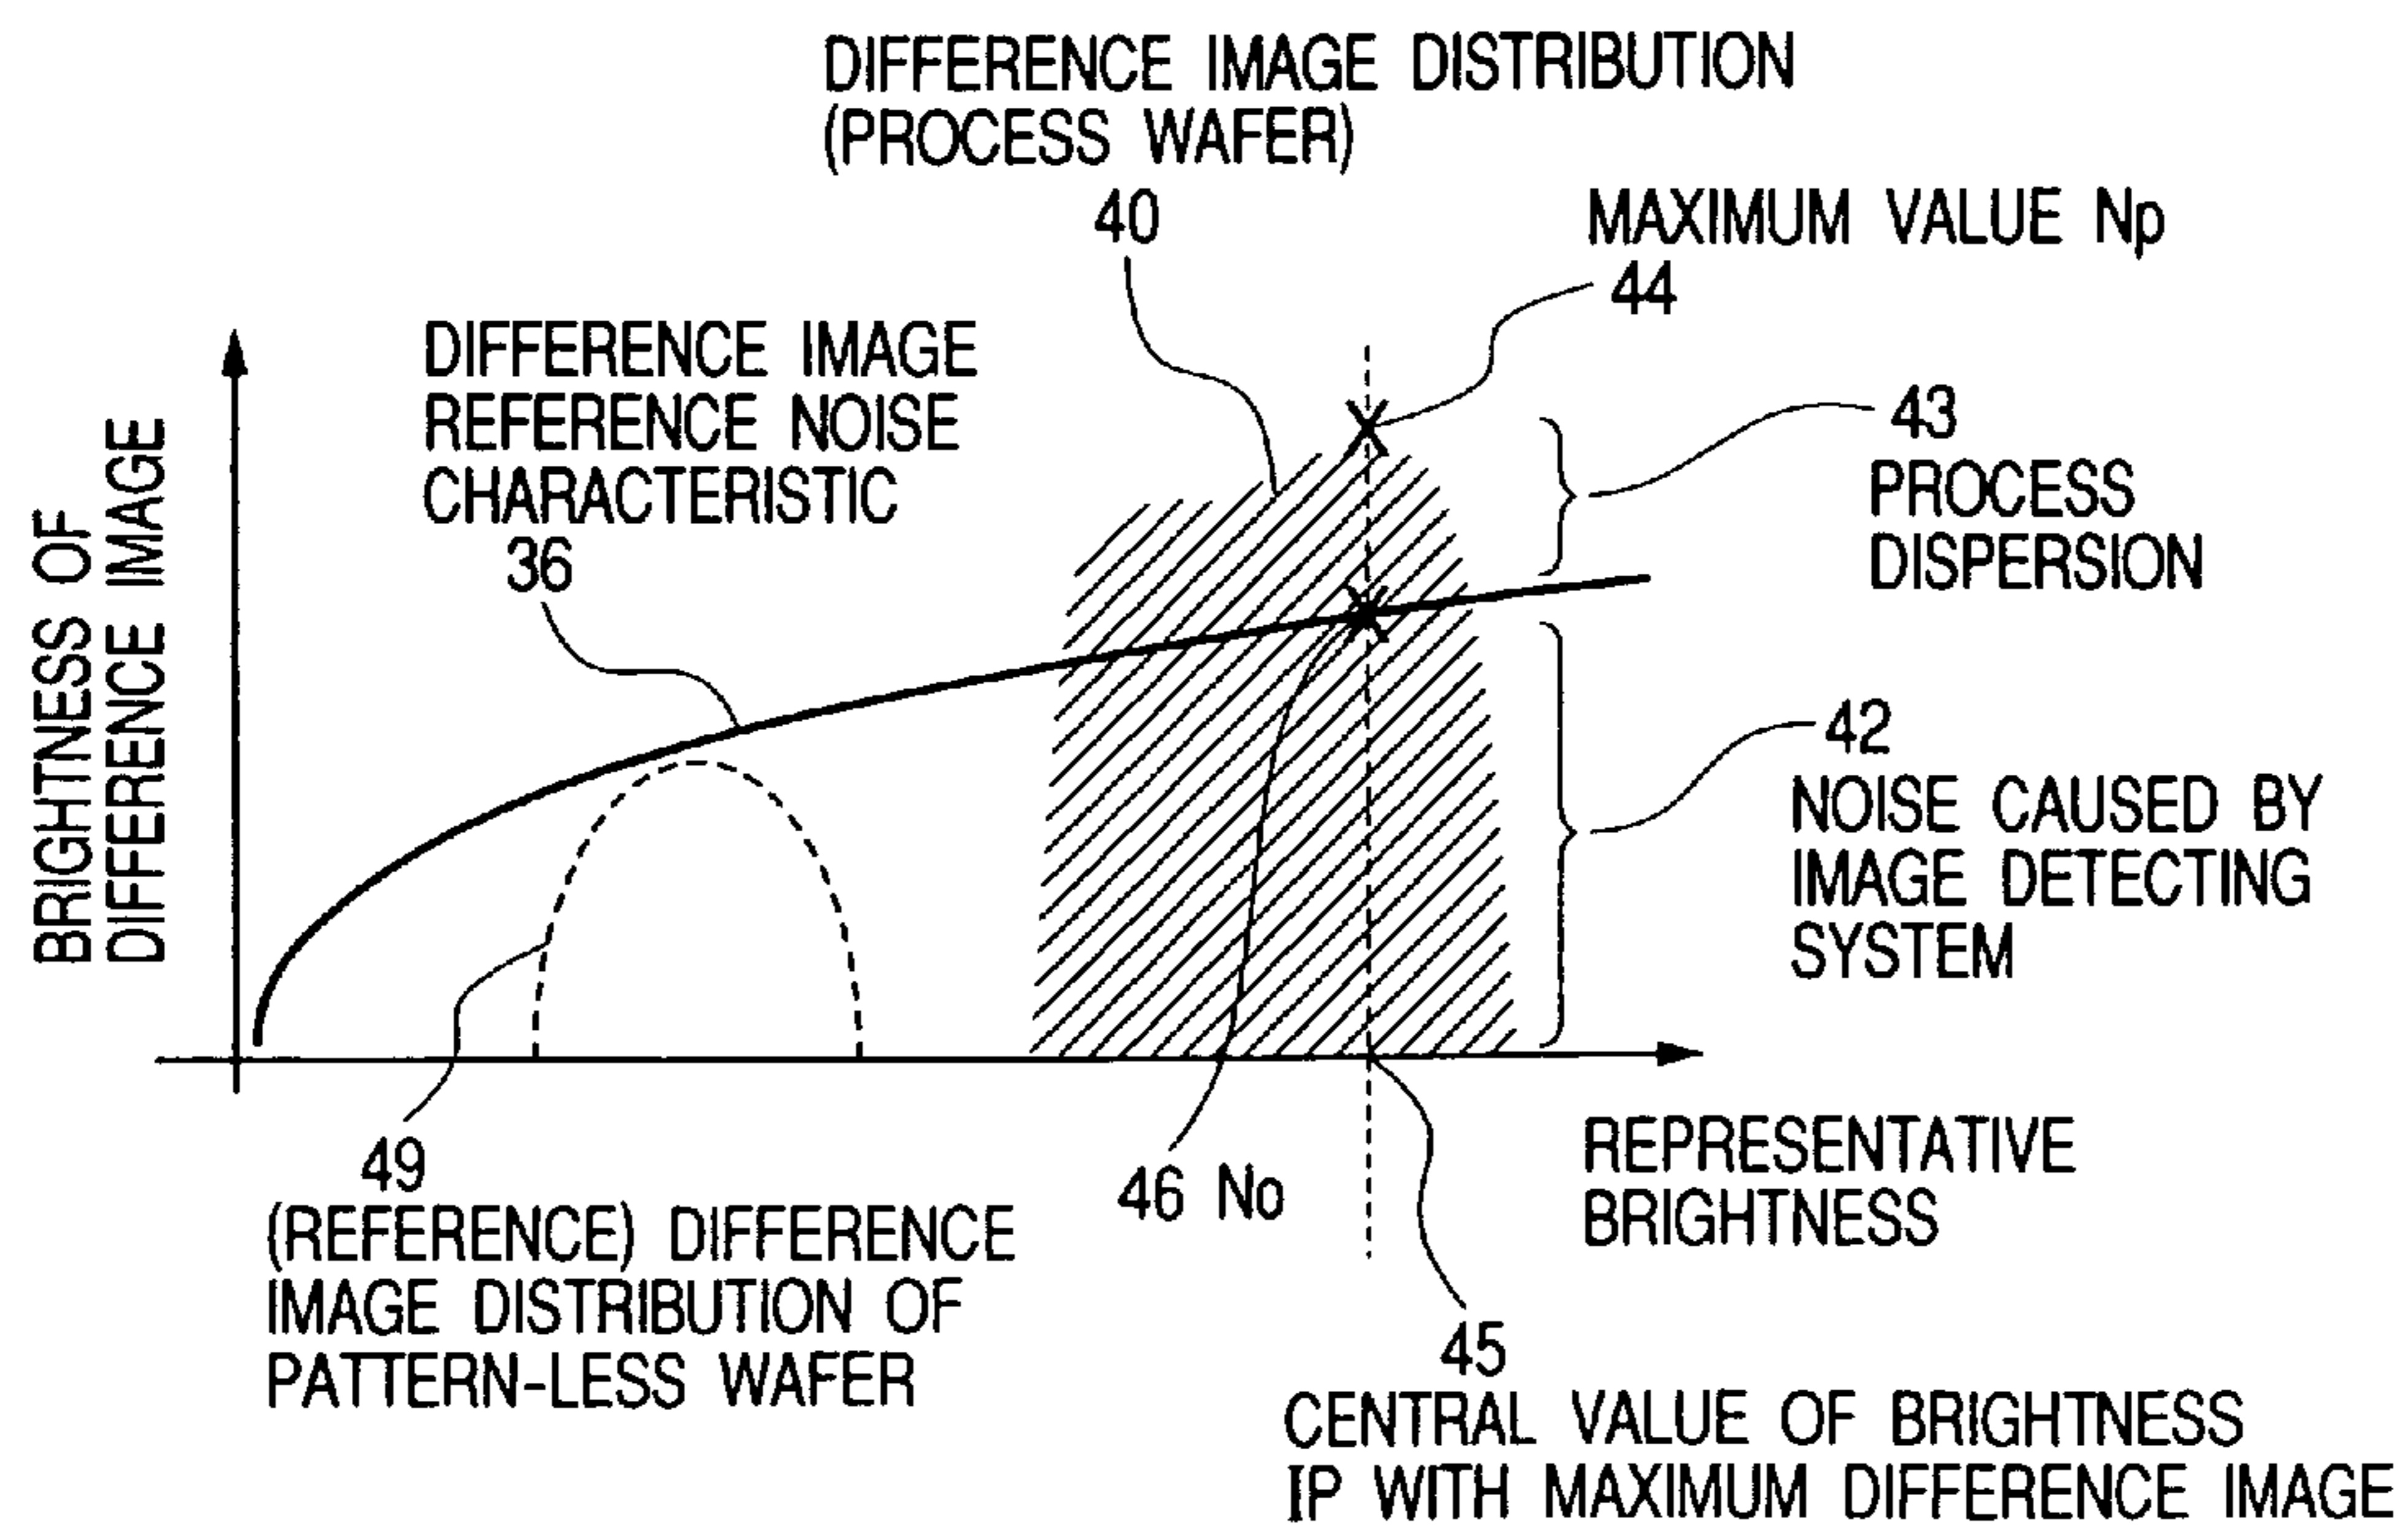 DIFFERENCE IMAGE DISTRIBUTION
(PROCESS WAFER)
40
MAXIMUM VALUE Np
44
DIFFERENCE IMAGE
REFERENCE NOISE
CHARACTERISTIC
36
43
PROCESS
DISPERSION
BRIGHTNESS OF
DIFFERENCE IMAGE
42
NOISE CAUSED BY
IMAGE DETECTING
SYSTEM
49
(REFERENCE) DIFFERENCE
IMAGE DISTRIBUTION OF
PATTERN-LESS WAFER
46 No
REPRESENTATIVE
BRIGHTNESS
45
CENTRAL VALUE OF BRIGHTNESS
IP WITH MAXIMUM DIFFERENCE IMAGE